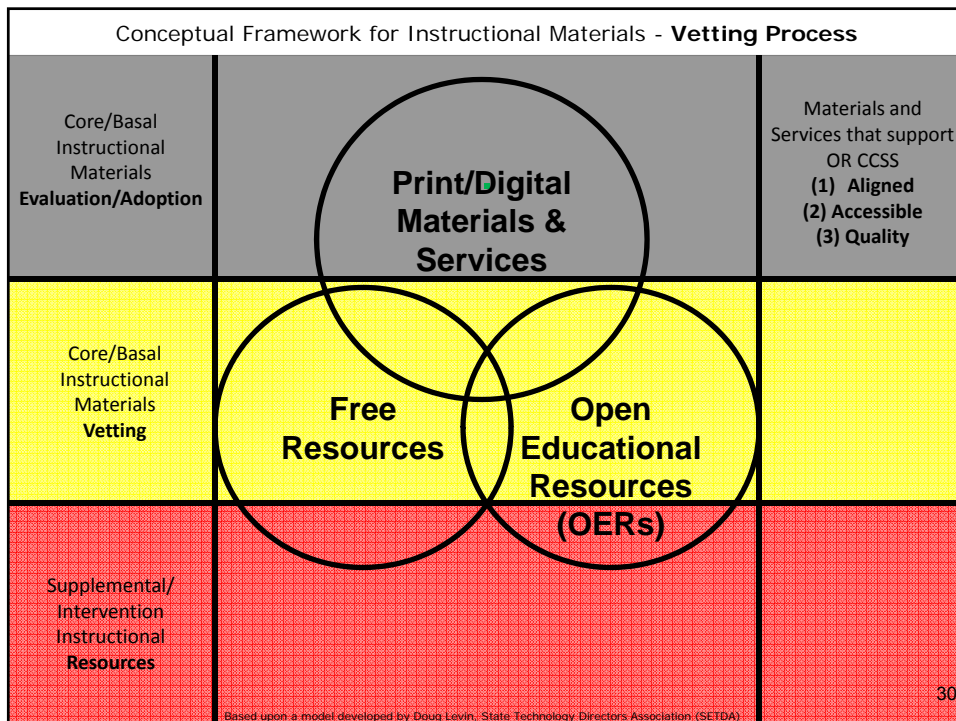 Conceptual Framework for Instructional Materials - Vetting Process
Core/Basal
Instructional
Materials
Evaluation/Adoption
Print/Digital
Materials &
Services
Materials and
Services that support
OR CCSS
(1) Aligned
(2) Accessible
(3) Quality
Core/Basal
Instructional
Materials
Vetting
Free
Resources
Open
Educational
Resources
(OERs)
Supplemental/
Intervention
Instructional
Resources
30
Based upon a model developed by Doug Levin, State Technology Directors Association (SETDA)